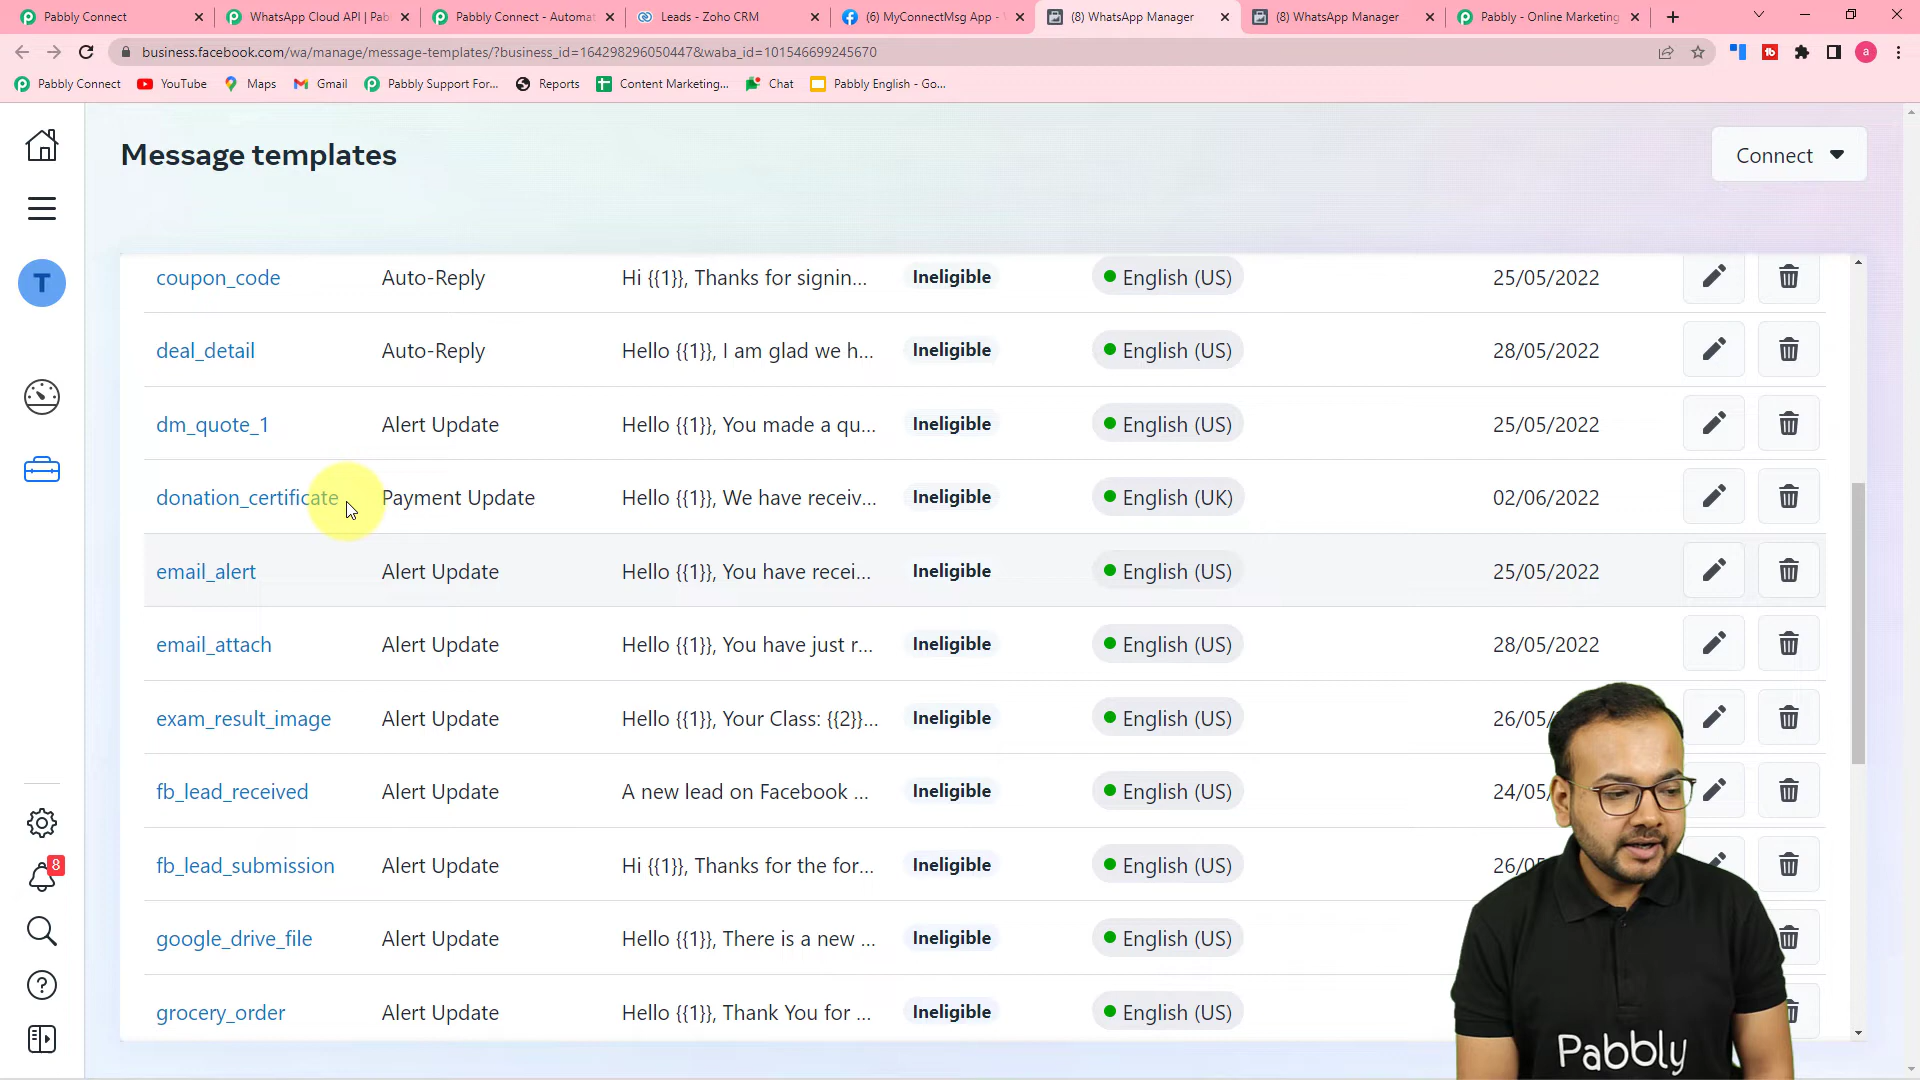 Pabbly Connect
WhatsApp Cloud API | Pab
Pabbly Connect - Automat
Leads - Zoho CRM
(6) MyConnectMsg App -
(8) WhatsApp Manager
(8) WhatsApp Manager
Pabbly - Online Marketing
business.facebook.com/wa/manage/message-templates/?business_id=164298296050447&waba_id=101546699245670
a
Pabbly Connect
YouTube
Maps
Gmail
Pabbly Support For...
Reports
Content Marketing...
Chat
Pabbly English - Go...
Message templates
Connect
T
8
coupon_code Auto-Reply Hi {{1}}, Thanks for signin... Ineligible English (US) 25/05/2022
deal_detail Auto-Reply Hello {{1}}, I am glad we h... Ineligible English (US) 28/05/2022
dm_quote_1 Alert Update Hello {{1}}, You made a qu... Ineligible English (US) 25/05/2022
donation_certificate Payment Update Hello {{1}}, We have receiv... Ineligible English (UK) 02/06/2022
email_alert Alert Update Hello {{1}}, You have recei... Ineligible English (US) 25/05/2022
email_attach Alert Update Hello {{1}}, You have just r... Ineligible English (US) 28/05/2022
exam_result_image Alert Update Hello {{1}}, Your Class: {{2}}... Ineligible English (US) 26/05/
fb_lead_received Alert Update A new lead on Facebook ... Ineligible English (US) 24/05/
fb_lead_submission Alert Update Hi {{1}}, Thanks for the for... Ineligible English (US) 26/05
google_drive_file Alert Update Hello {{1}}, There is a new ... Ineligible English (US)
grocery_order Alert Update Hello {{1}}, Thank You for ... Ineligible English (US)
Pabbly